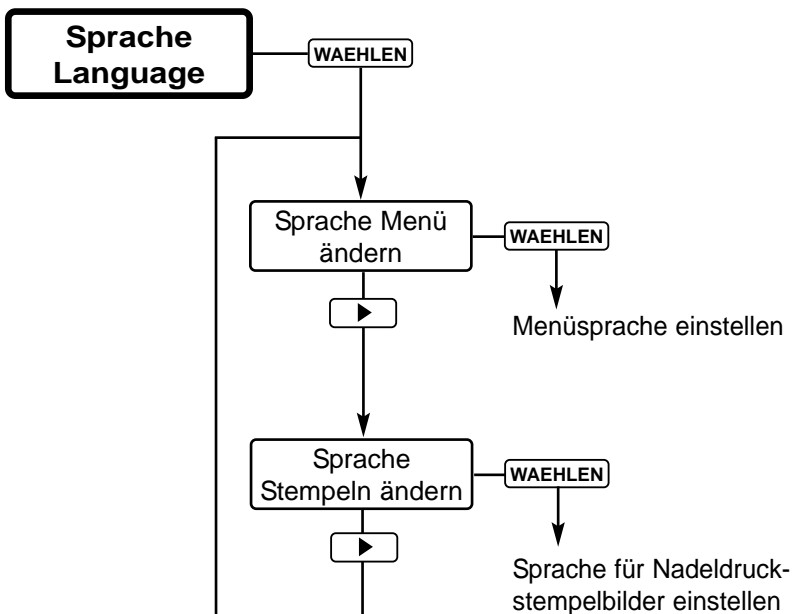 Sprache
Language
WAEHLEN
Sprache Menü
ändern
WAEHLEN
Menüsprache einstellen
Sprache
Stempeln ändern
WAEHLEN
Sprache für Nadeldruck-
stempelbilder einstellen